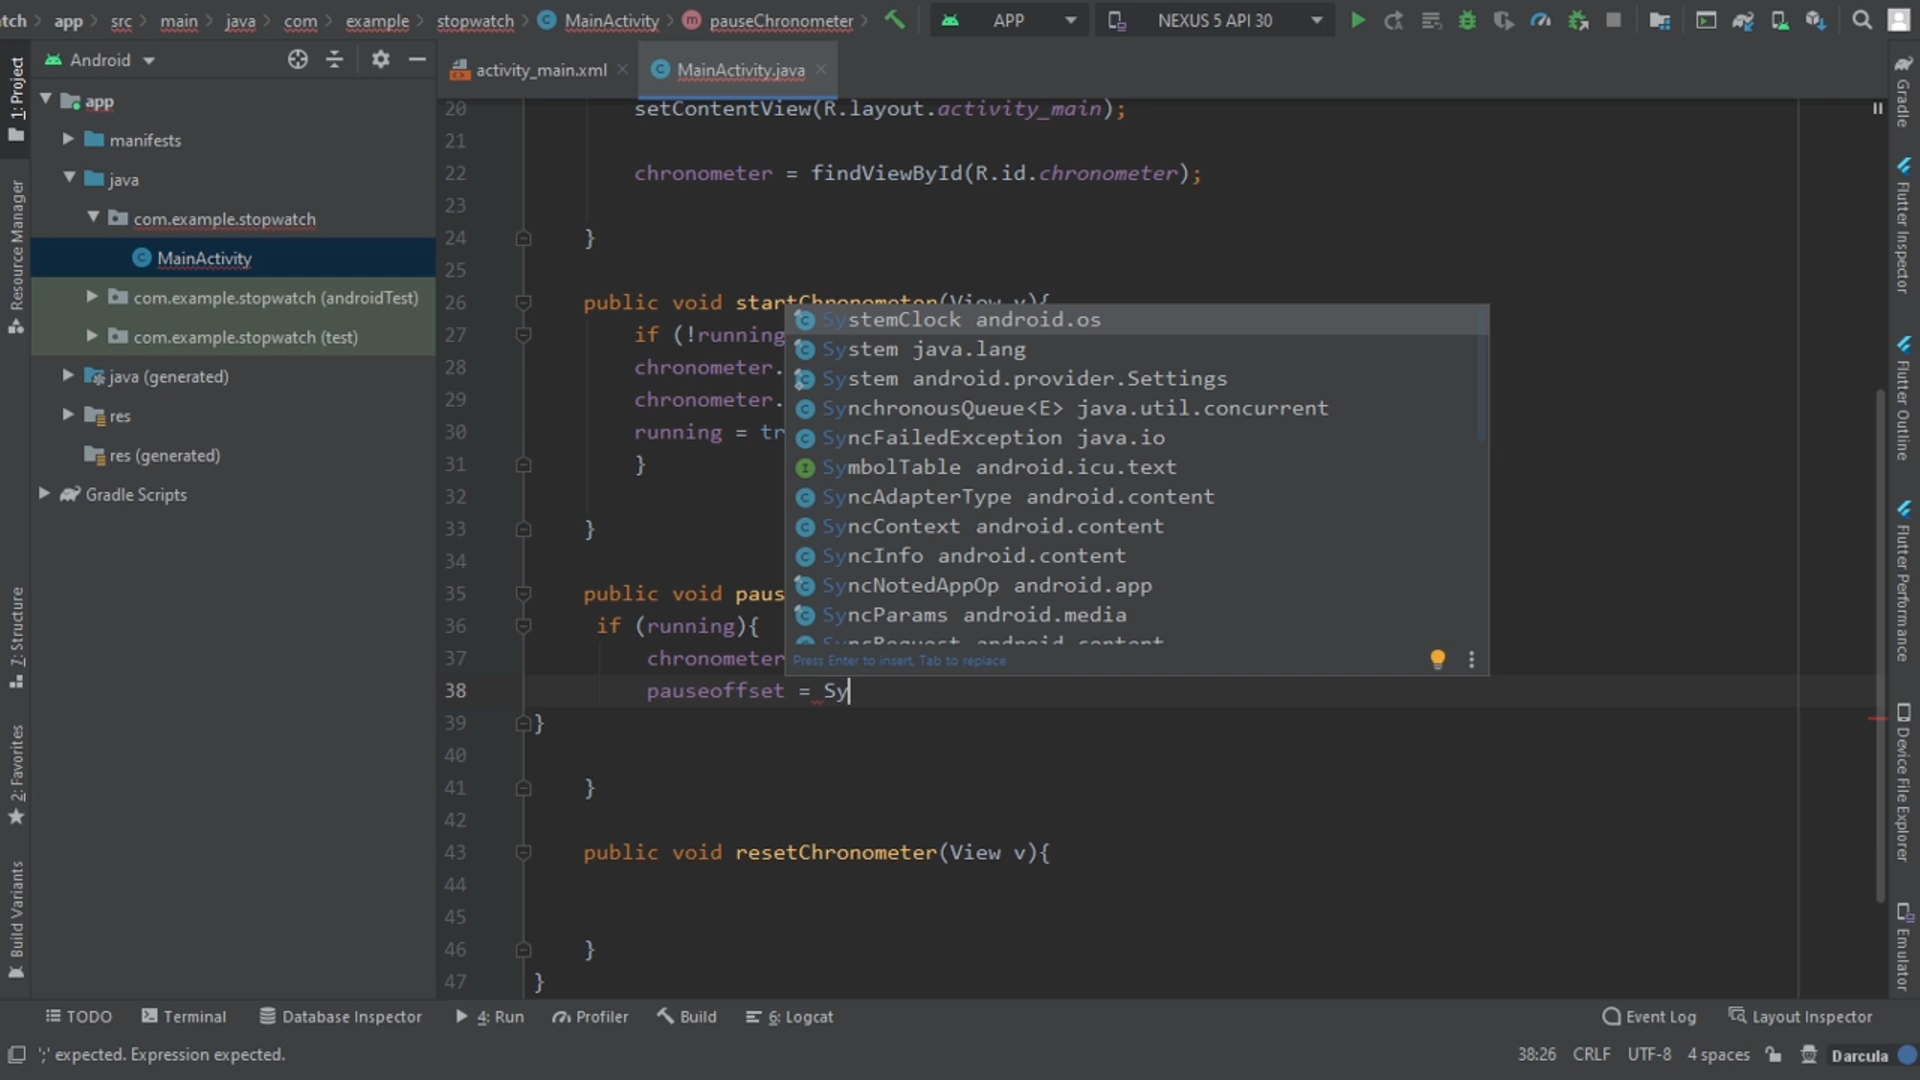 tch > app > src > main > java > com > example > stopwatch > MainActivity > pauseChronometer > APP NEXUS 5 API 30
Android
activity_main.xml MainActivity.java
1: Project
Resource Manager
7: Structure
2: Favorites
Build Variants
app
manifests
java
com.example.stopwatch
MainActivity
com.example.stopwatch (androidTest)
com.example.stopwatch (test)
java (generated)
res
res (generated)
Gradle Scripts
20 setContentView(R.layout.activity_main);
21
22 chronometer = findViewById(R.id.chronometer);
23
24 }
25
26 public void startChronometer(View v){
27 if (!running
28 chronometer.
29 chronometer.
30 running = tr
31 }
32
33 }
34
35 public void paus
36 if (running){
37 chronometer
38 pauseoffset = Sy
39 }
40
41 }
42
43 public void resetChronometer(View v){
44
45
46 }
47 }
SystemClock android.os
System java.lang
System android.provider.Settings
SynchronousQueue<E> java.util.concurrent
SyncFailedException java.io
SymbolTable android.icu.text
SyncAdapterType android.content
SyncContext android.content
SyncInfo android.content
SyncNotedAppOp android.app
SyncParams android.media
SyncRequest android.content
Press Enter to insert, Tab to replace
Gradle
Flutter Inspector
Flutter Outline
Flutter Performance
Device File Explorer
Emulator
TODO Terminal Database Inspector 4: Run Profiler Build 6: Logcat Event Log Layout Inspector
';' expected. Expression expected. 38:26 CRLF UTF-8 4 spaces Darcula